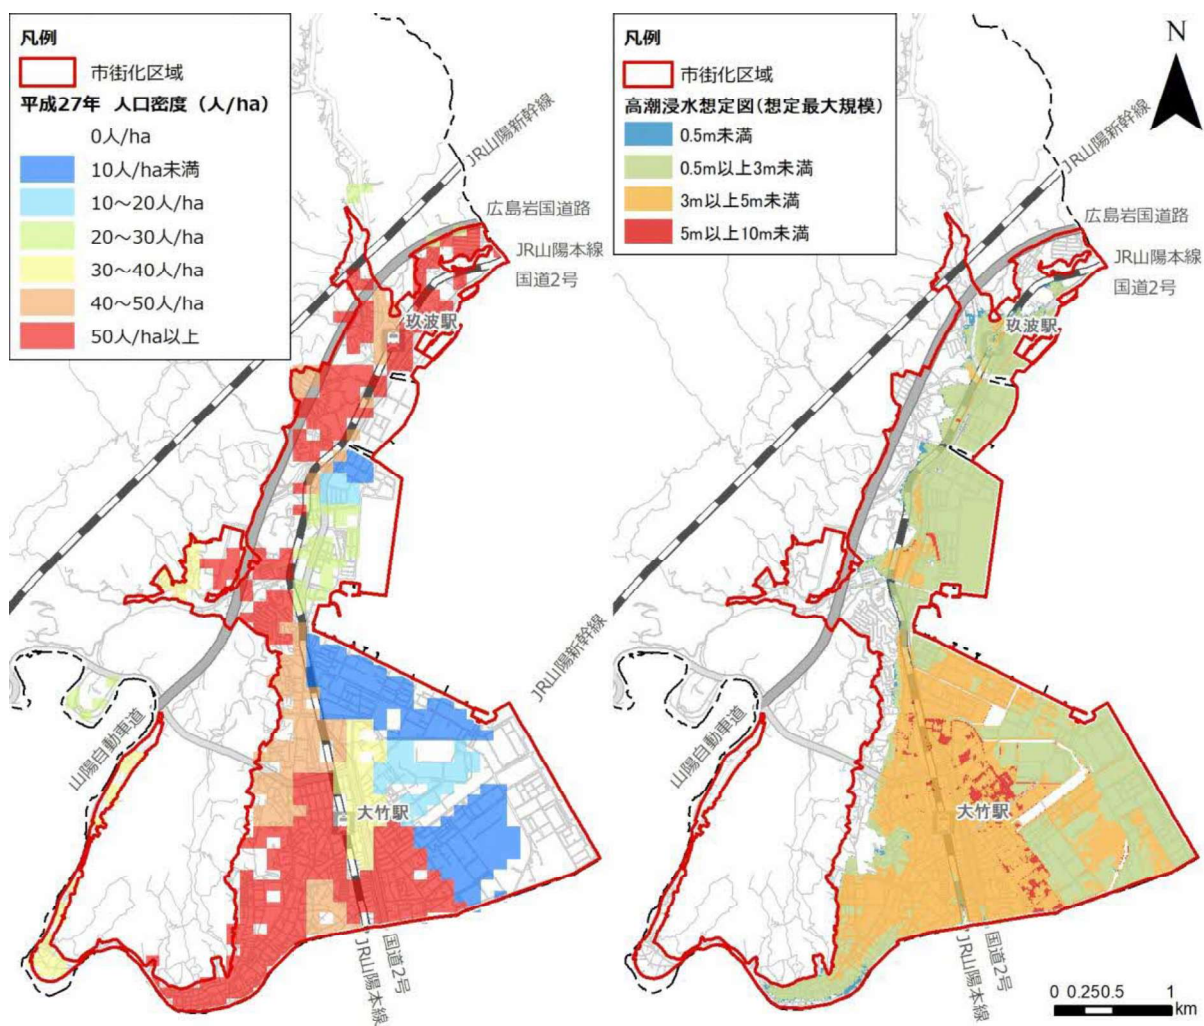 凡例
市街化区域
平成27年 人口密度（人/ha）
0人/ha
10人/ha未満
10～20人/ha
20～30人/ha
30～40人/ha
40～50人/ha
50人/ha以上
JR山陽新幹線
広島岩国道路
JR山陽本線
国道2号
玖波駅
JR山陽新幹線
山陽自動車道
大竹駅
国道2号
JR山陽本線
凡例
市街化区域
高潮浸水想定図(想定最大規模)
0.5m未満
0.5m以上3m未満
3m以上5m未満
5m以上10m未満
N
JR山陽新幹線
広島岩国道路
JR山陽本線
国道2号
玖波駅
山陽自動車道
大竹駅
国道2号
JR山陽本線
0 0.25 0.5 1
km